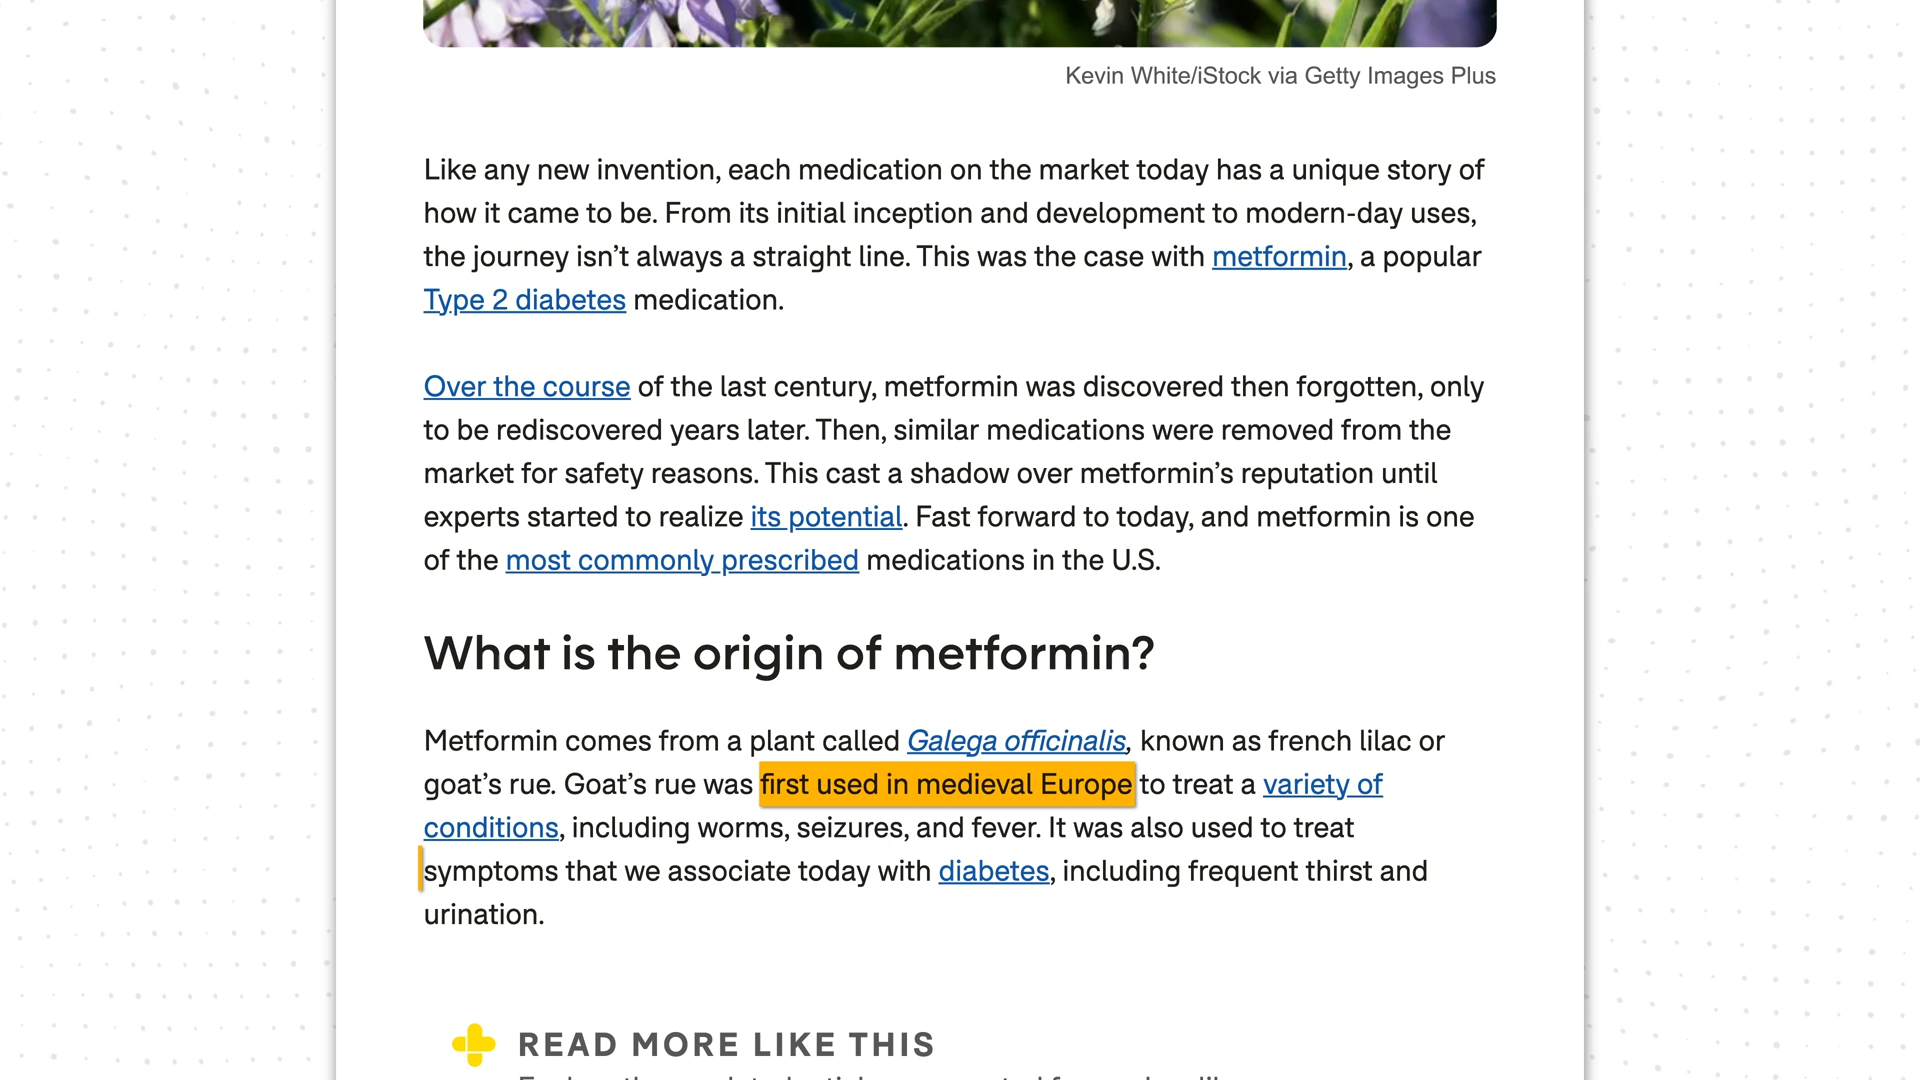 Kevin White/iStock via Getty Images Plus
Like any new invention, each medication on the market today has a unique story of
how it came to be. From its initial inception and development to modern-day uses,
the journey isn’t always a straight line. This was the case with metformin, a popular
Type 2 diabetes medication.
Over the course of the last century, metformin was discovered then forgotten, only
to be rediscovered years later. Then, similar medications were removed from the
market for safety reasons. This cast a shadow over metformin’s reputation until
experts started to realize its potential. Fast forward to today, and metformin is one
of the most commonly prescribed medications in the U.S.
What is the origin of metformin?
Metformin comes from a plant called Galega officinalis, known as french lilac or
goat’s rue. Goat’s rue was first used in medieval Europe to treat a variety of
conditions, including worms, seizures, and fever. It was also used to treat
symptoms that we associate today with diabetes, including frequent thirst and
urination.
READ MORE LIKE THIS